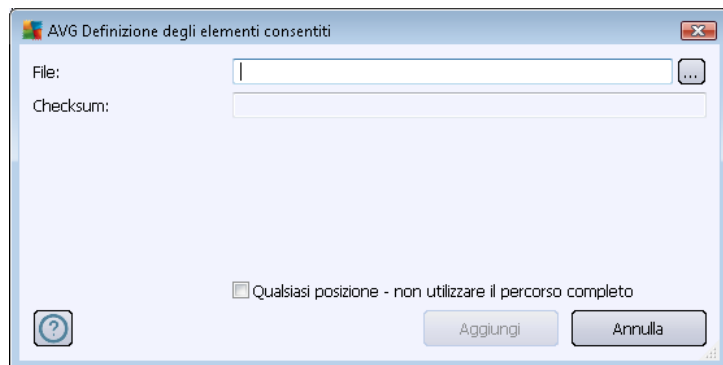 AVG Definizione degli elementi consentiti
File:
...
Checksum:
Qualsiasi posizione - non utilizzare il percorso completo
?
Aggiungi
Annulla